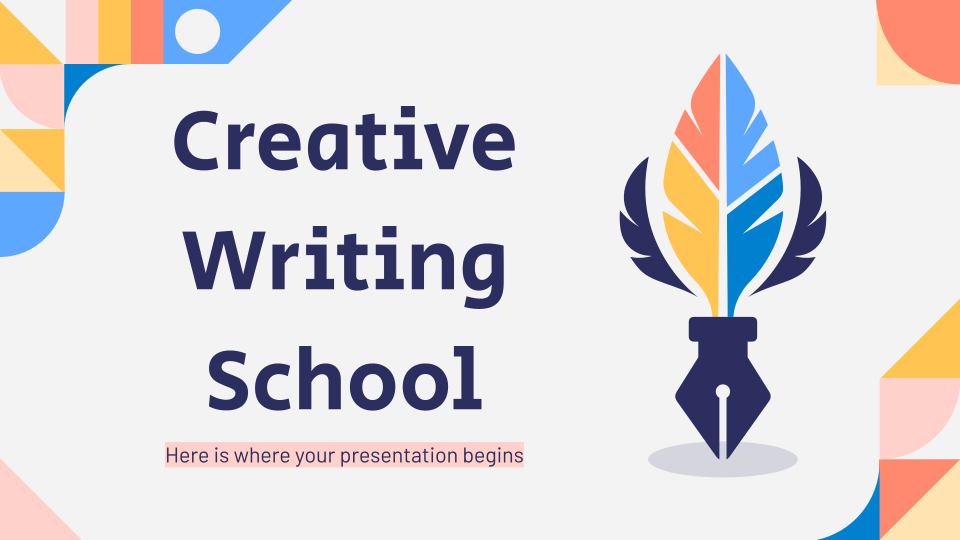 Creative
Writing
School
Here is where your presentation begins